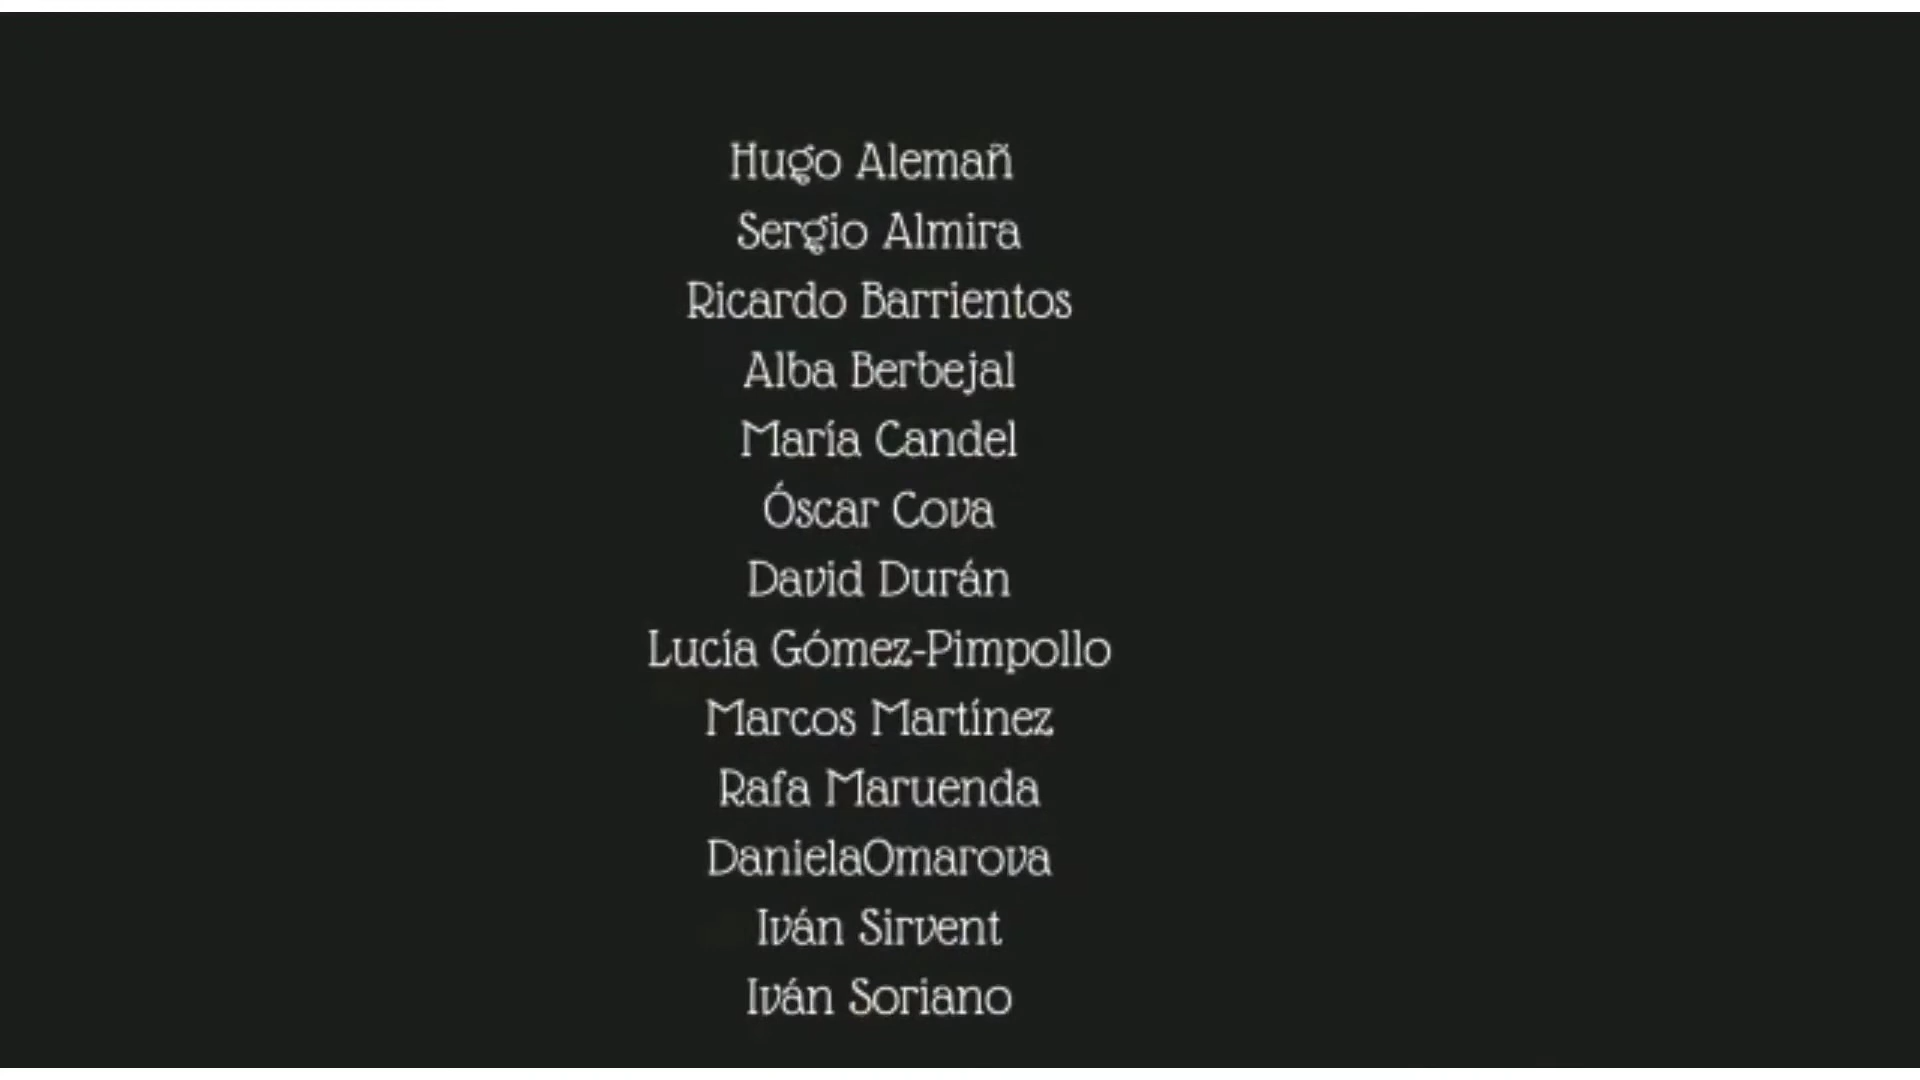 Hugo Alemañ
Sergio Almira
Ricardo Barrientos
Alba Berbejal
María Candel
Óscar Cova
David Durán
Lucía Gómez-Pimpollo
Marcos Martínez
Rafa Maruenda
DanielaOmarova
Iván Sirvent
Iván Soriano